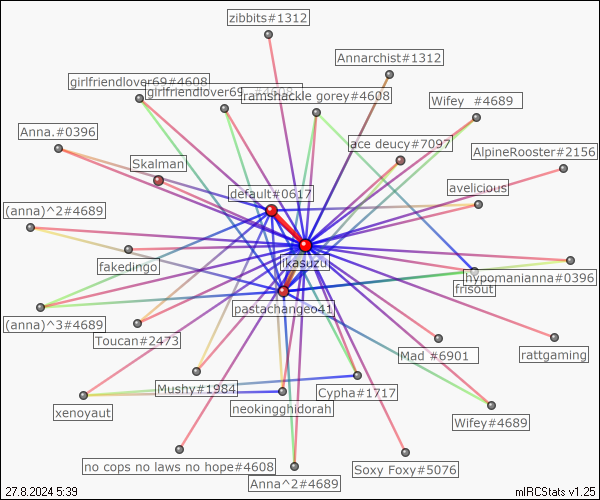 zibbits#1312
Annarchist#1312
girlfriendlover69#4608
girlfriendlover69_#4608
ramshackle gorey#4608
Wifey #4689
Anna.#0396
ace deucy#7097
AlpineRooster#2156
Skalman
default#0617
avelicious
(anna)^2#4689
likasuzu
fakedingo
hypomanianna#0396
frisout
pastachangeo41
(anna)^3#4689
Toucan#2473
rattgaming
Mad #6901
Mushy#1984
Cypha#1717
xenoyaut
neokingghidorah
Wifey#4689
no cops no laws no hope#4608
Soxy Foxy#5076
Anna^2#4689
27.8.2024 5:39
mIRCStats v1.25